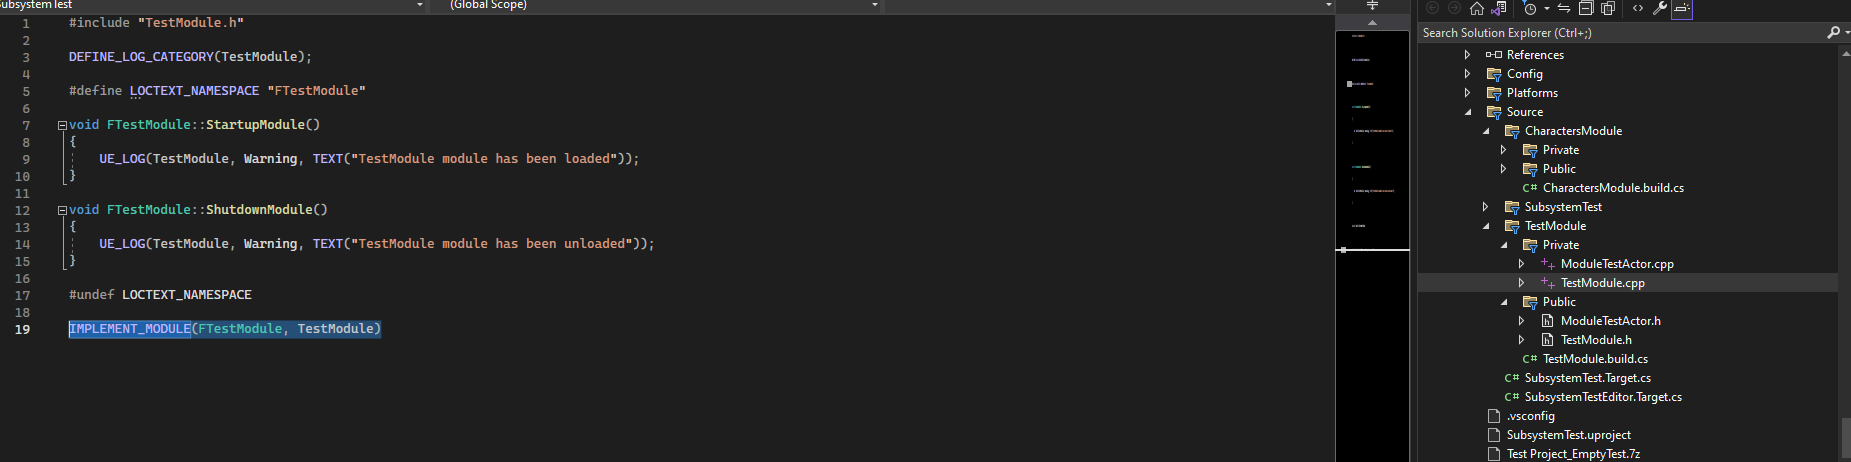 SubsystemTest
(Global Scope)
1 #include "TestModule.h"
2
3 DEFINE_LOG_CATEGORY(TestModule);
4
5 #define LOCTEXT_NAMESPACE "FTestModule"
6
7 void FTestModule::StartupModule()
8 {
9 UE_LOG(TestModule, Warning, TEXT("TestModule module has been loaded"));
10 }
11
12 void FTestModule::ShutdownModule()
13 {
14 UE_LOG(TestModule, Warning, TEXT("TestModule module has been unloaded"));
15 }
16
17 #undef LOCTEXT_NAMESPACE
18
19 IMPLEMENT_MODULE(FTestModule, TestModule)
Search Solution Explorer (Ctrl+;)
References
Config
Platforms
Source
CharactersModule
Private
Public
C# CharactersModule.build.cs
SubsystemTest
TestModule
Private
++ ModuleTestActor.cpp
++ TestModule.cpp
Public
h ModuleTestActor.h
h TestModule.h
C# TestModule.build.cs
C# SubsystemTest.Target.cs
C# SubsystemTestEditor.Target.cs
.vsconfig
SubsystemTest.uproject
Test Project_EmptyTest.7z